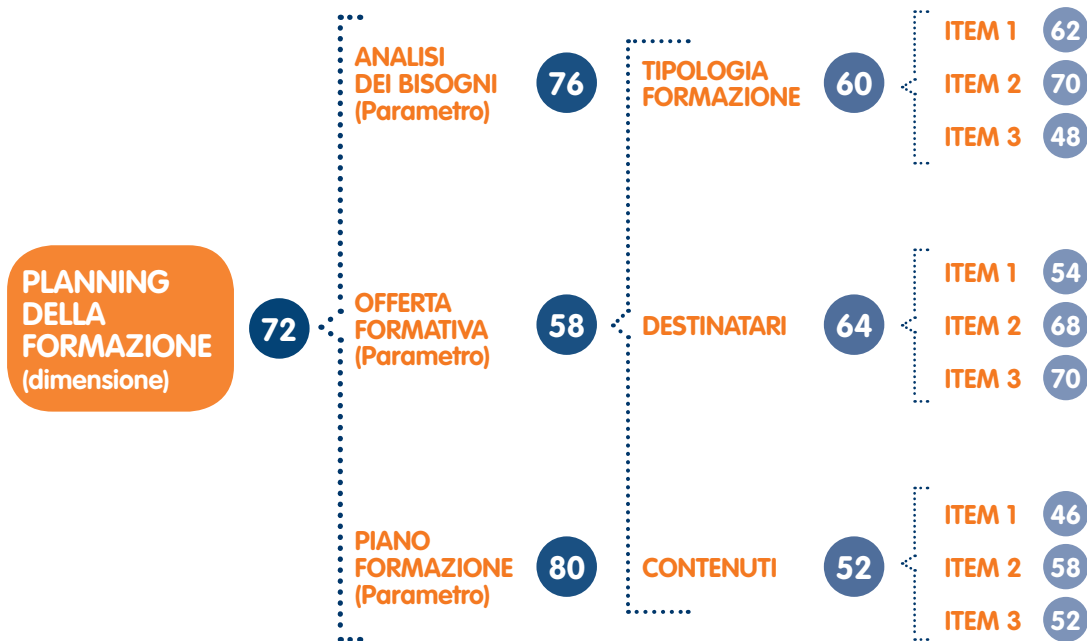 PLANNING
DELLA
FORMAZIONE
(dimensione)
72
ANALISI
DEI BISOGNI
(Parametro)
76
OFFERTA
FORMATIVA
(Parametro)
58
PIANO
FORMAZIONE
(Parametro)
80
TIPOLOGIA
FORMAZIONE
60
ITEM 1 62
ITEM 2 70
ITEM 3 48
DESTINATARI
64
ITEM 1 54
ITEM 2 68
ITEM 3 70
CONTENUTI
52
ITEM 1 46
ITEM 2 58
ITEM 3 52